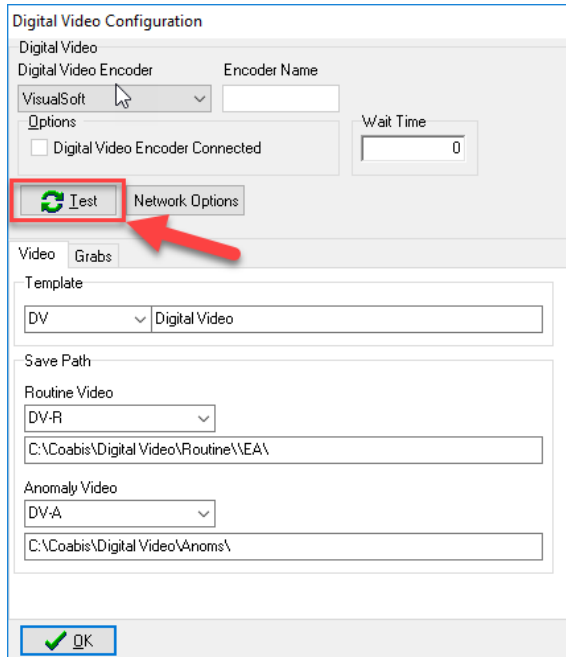 Digital Video Configuration
Digital Video
Digital Video Encoder Encoder Name
VisualSoft
Options Wait Time
Digital Video Encoder Connected 0
Test Network Options
Video Grabs
Template
DV Digital Video
Save Path
Routine Video
DV-R
C:\Coabis\Digital Video\Routine\\EA\
Anomaly Video
DV-A
C:\Coabis\Digital Video\Anoms\
OK